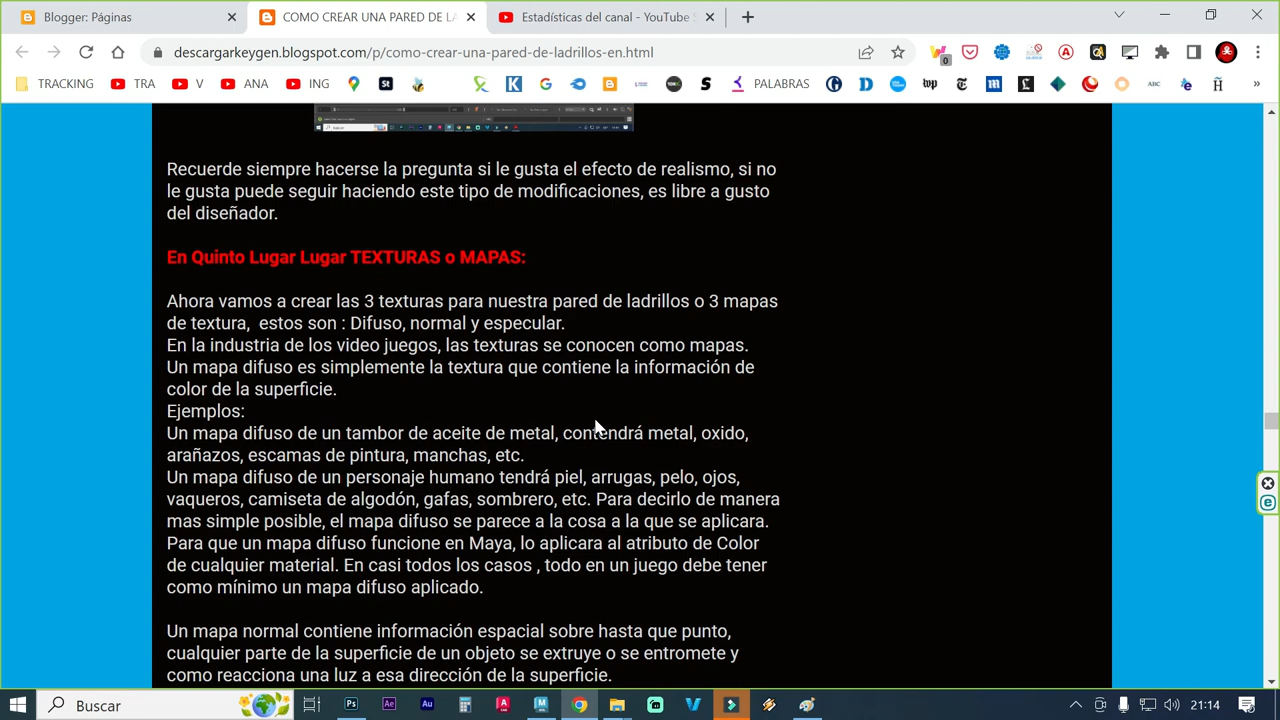 Blogger: Páginas
COMO CREAR UNA PARED DE LA
Estadísticas del canal - YouTube S
descargarkeygen.blogspot.com/p/como-crear-una-pared-de-ladrillos-en.html
TRACKING
TRA
V
ANA
ING
PALABRAS
Recuerde siempre hacerse la pregunta si le gusta el efecto de realismo, si no
le gusta puede seguir haciendo este tipo de modificaciones, es libre a gusto
del diseñador.
En Quinto Lugar Lugar TEXTURAS o MAPAS:
Ahora vamos a crear las 3 texturas para nuestra pared de ladrillos o 3 mapas
de textura, estos son : Difuso, normal y especular.
En la industria de los video juegos, las texturas se conocen como mapas.
Un mapa difuso es simplemente la textura que contiene la información de
color de la superficie.
Ejemplos:
Un mapa difuso de un tambor de aceite de metal, contendrá metal, oxido,
arañazos, escamas de pintura, manchas, etc.
Un mapa difuso de un personaje humano tendrá piel, arrugas, pelo, ojos,
vaqueros, camiseta de algodón, gafas, sombrero, etc. Para decirlo de manera
mas simple posible, el mapa difuso se parece a la cosa a la que se aplicara.
Para que un mapa difuso funcione en Maya, lo aplicara al atributo de Color
de cualquier material. En casi todos los casos , todo en un juego debe tener
como mínimo un mapa difuso aplicado.
Un mapa normal contiene información espacial sobre hasta que punto,
cualquier parte de la superficie de un objeto se extruye o se entromete y
como reacciona una luz a esa dirección de la superficie.
Buscar
21:14